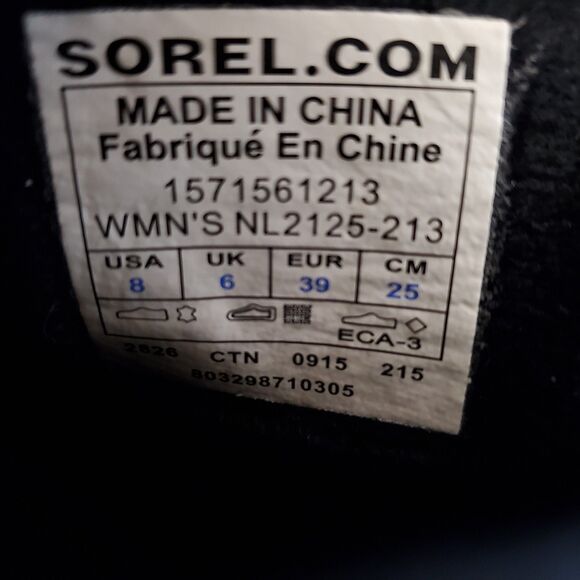 SOREL.COM
MADE IN CHINA
Fabriqué En Chine
1571561213
WMN'S NL2125-213
USA UK EUR CM
8 6 39 25
ECA-3
2826 CTN 0915 215
803298710305